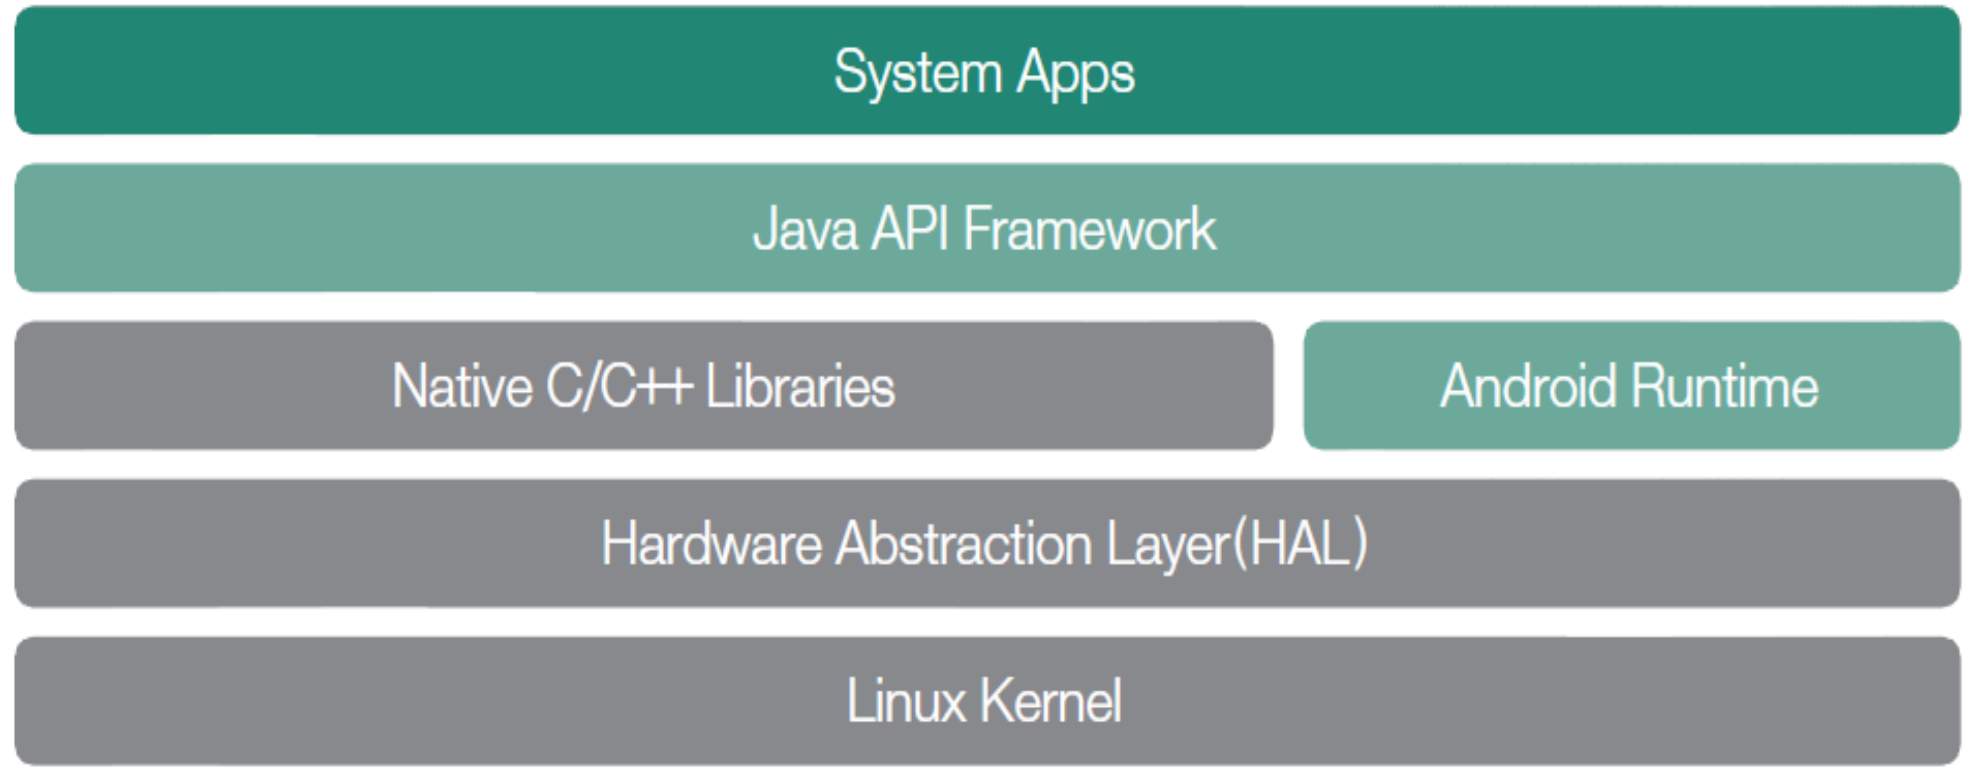 System Apps
Java API Framework
Native C/C++ Libraries
Android Runtime
Hardware Abstraction Layer(HAL)
Linux Kernel